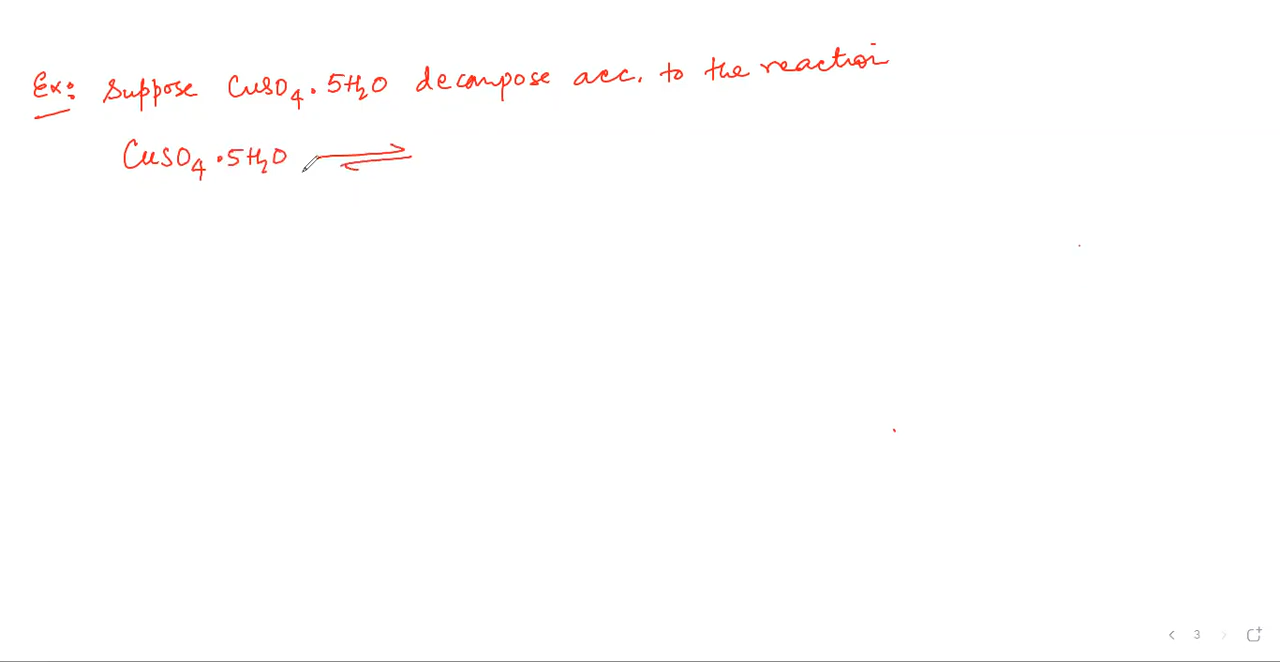 Ex: Suppose CuSO₄·5H₂O decompose acc. to the reaction
CuSO₄·5H₂O ⇌
3